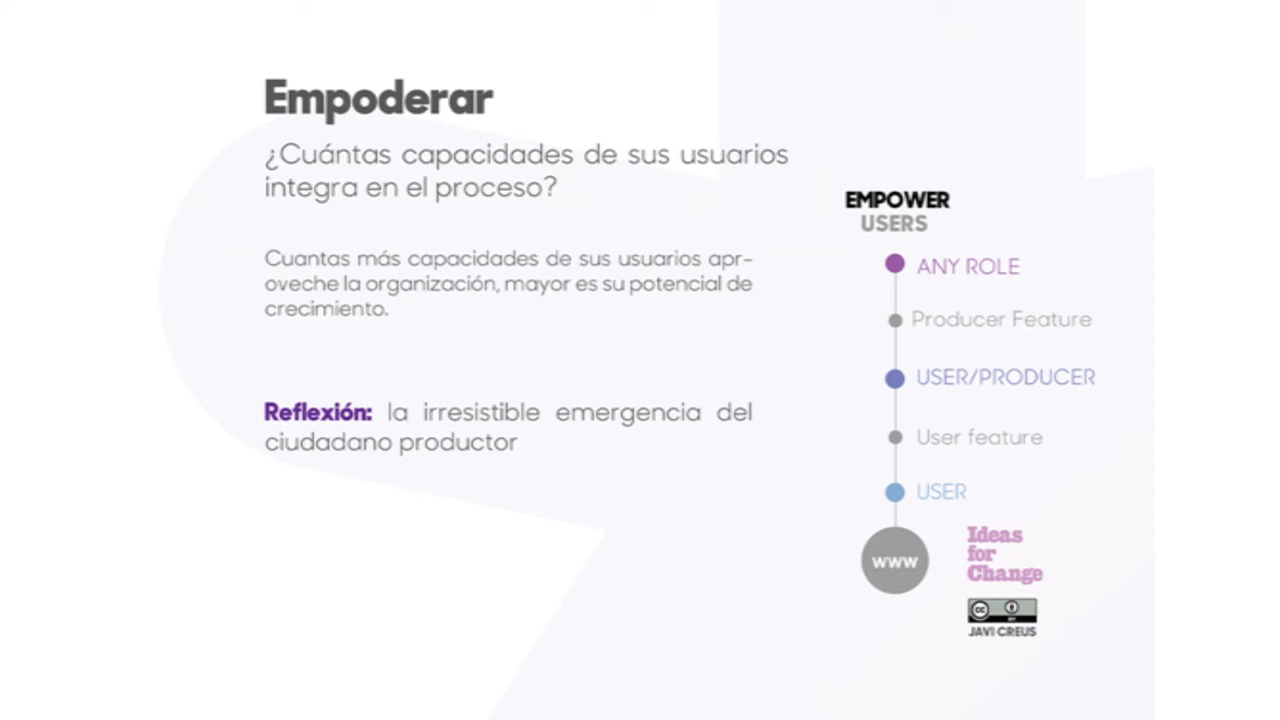 Empoderar
¿Cuántas capacidades de sus usuarios
integra en el proceso?
Cuantas más capacidades de sus usuarios apr-
oveche la organización, mayor es su potencial de
crecimiento.
Reflexión: la irresistible emergencia del
ciudadano productor
EMPOWER
USERS
ANY ROLE
Producer Feature
USER/PRODUCER
User feature
USER
www
Ideas
for
Change
cc
BY
JAVI CREUS